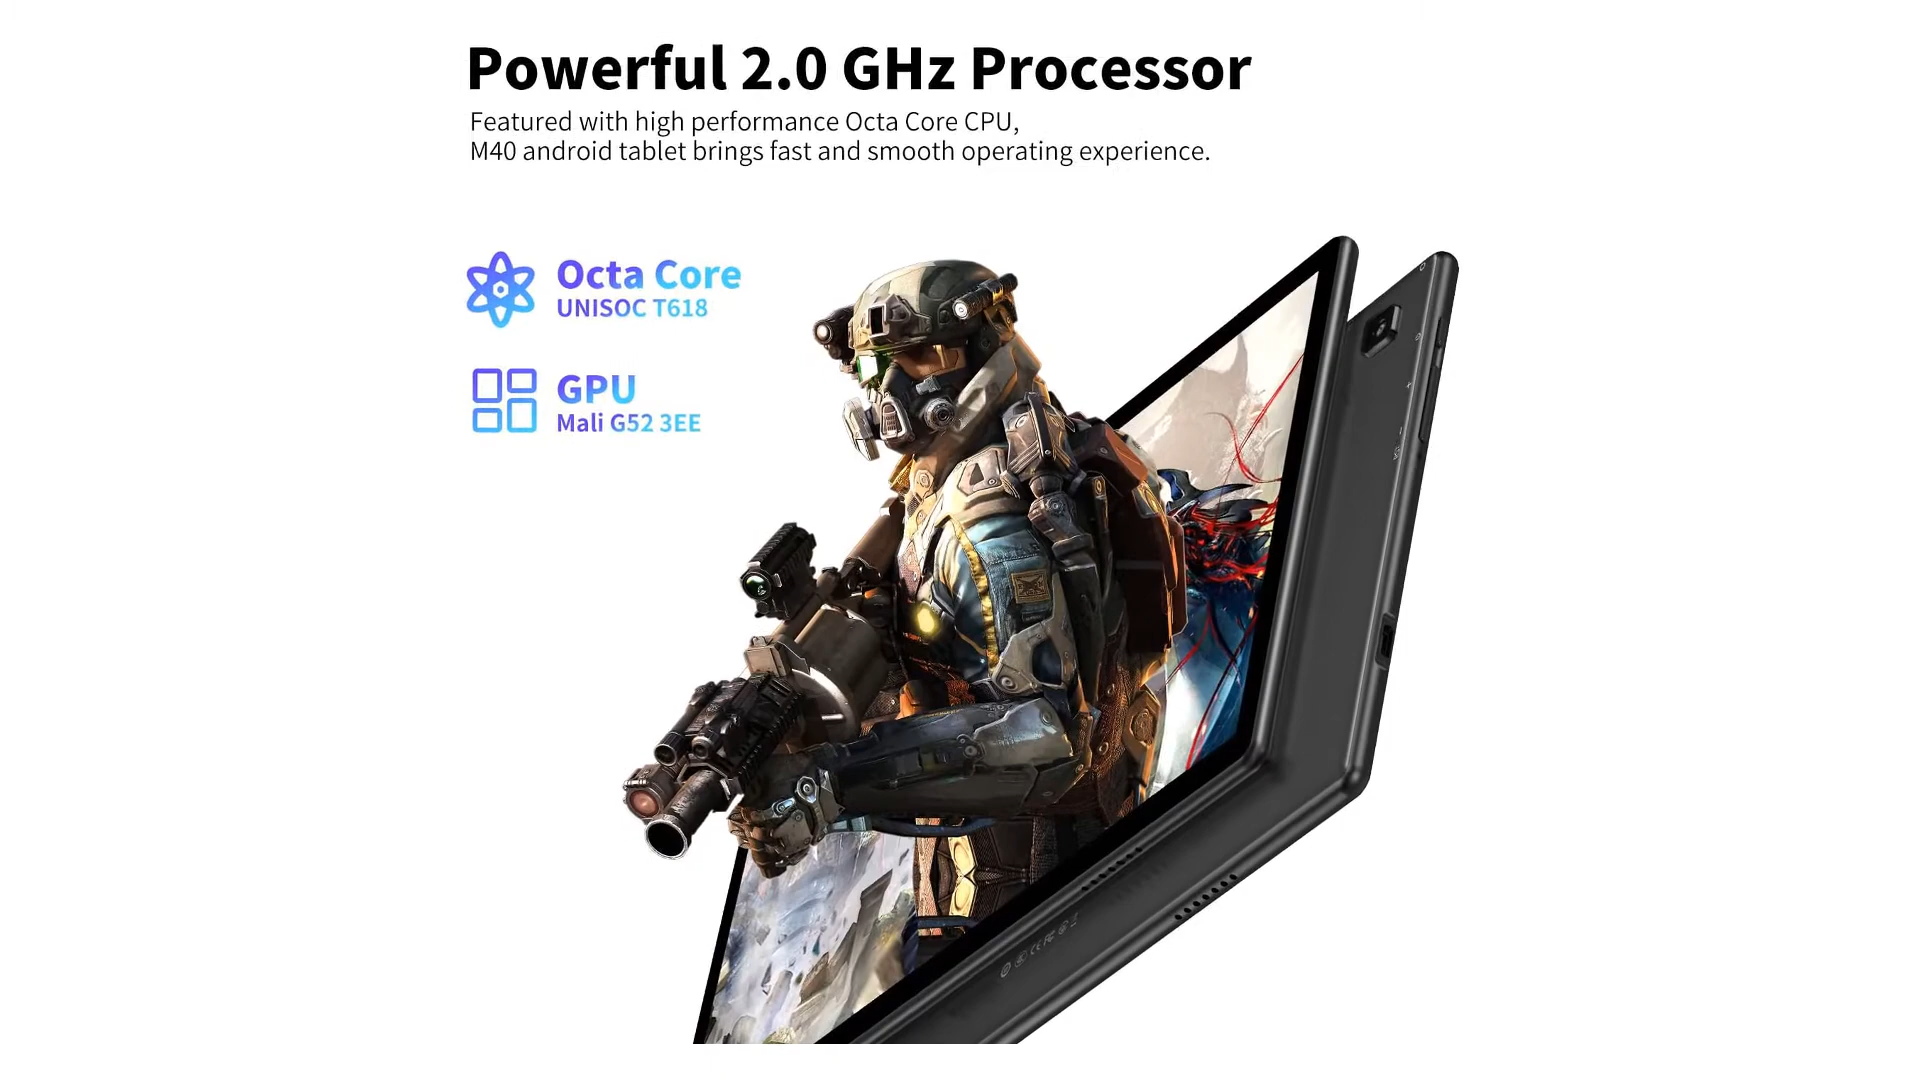 Powerful 2.0 GHz Processor
Featured with high performance Octa Core CPU,
M40 android tablet brings fast and smooth operating experience.
Octa Core
UNISOC T618
GPU
Mali G52 3EE